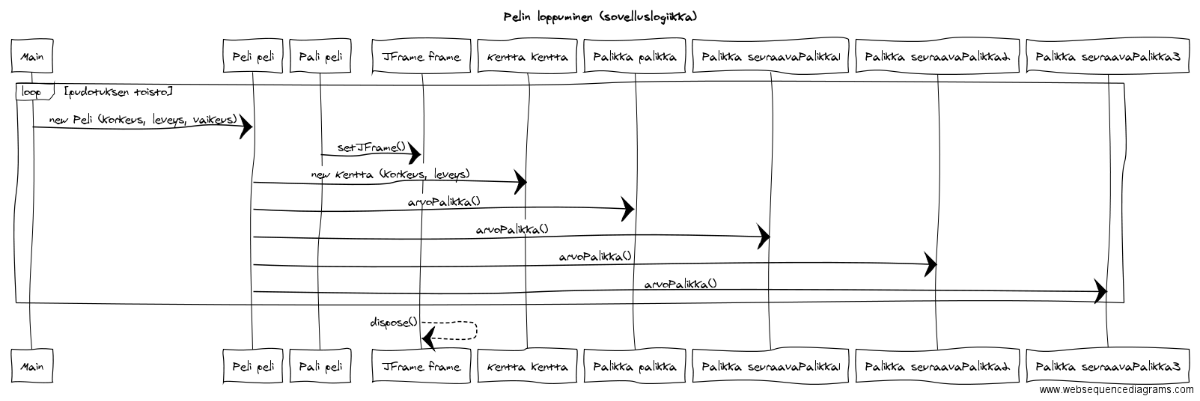 Pelin loppuminen (sovelluslogiikka)
Main Peli peli Pali peli JFrame frame Kentta kentta Palikka palikka Palikka seuraavaPalikka1 Palikka seuraavaPalikka2 Palikka seuraavaPalikka3
loop [pudotuksen toisto]
new Peli (korkeus, leveys, vaikeus)
setJFrame()
new Kentta (korkeus, leveys)
arvoPalikka()
arvoPalikka()
arvoPalikka()
arvoPalikka()
dispose()
Main Peli peli Pali peli JFrame frame Kentta kentta Palikka palikka Palikka seuraavaPalikka1 Palikka seuraavaPalikka2 Palikka seuraavaPalikka3
www.websequencediagrams.com